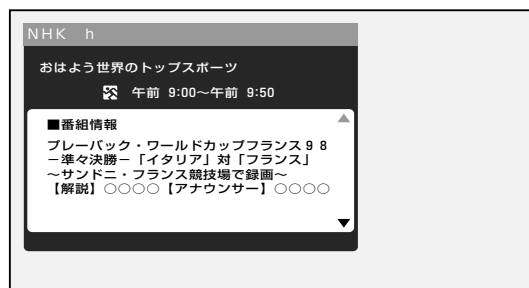 NHK h
おはよう世界のトップスポーツ
午前 9:00~午前 9:50
■番組情報
プレーバック・ワールドカップフランス98
-準々決勝-「イタリア」対「フランス」
~サンドニ・フランス競技場で録画~
【解説】○○○○【アナウンサー】○○○○